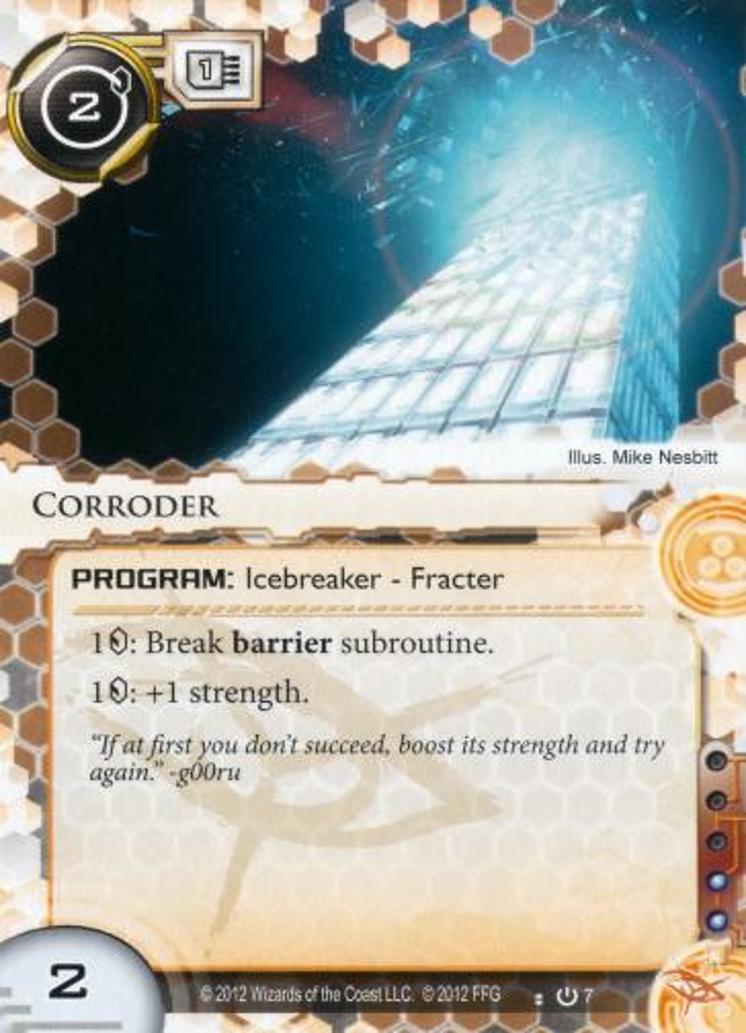 2
1
Illus. Mike Nesbitt
CORRODER
PROGRAM: Icebreaker - Fracter
1: Break barrier subroutine.
1: +1 strength.
"If at first you don't succeed, boost its strength and try
again." -g00ru
2
© 2012 Wizards of the Coast LLC. © 2012 FFG
7